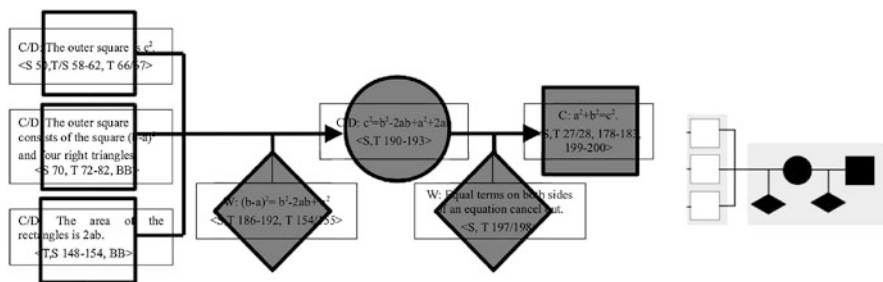 C/D: The outer square is c².
<S 50,T/S 58-62, T 66/67>
C/D: The outer square
consists of the square (b-a)²
and four right triangles
<S 70, T 72-82, BB>
C/D: The area of the
rectangles is 2ab.
<T,S 148-154, BB>
W: (b-a)²= b²-2ab+a²
<S,T 186-192, T 154/155>
C/D: c²=b²-2ab+a²+2ab
<S,T 190-193>
W: Equal terms on both sides
of an equation cancel out.
<S, T 197/198>
C: a²+b²=c².
S,T 27/28, 178-183,
199-200>